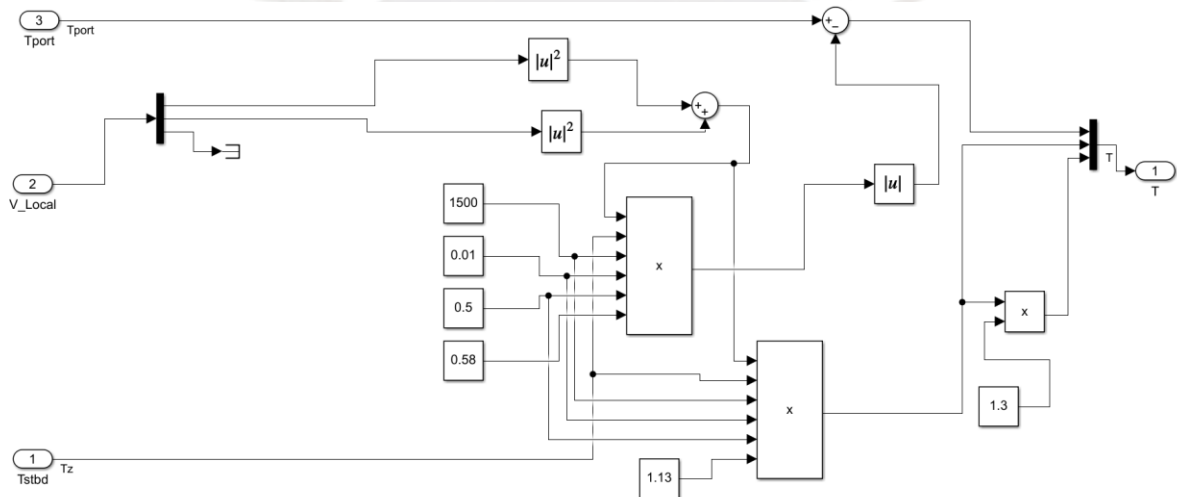 3
Tport
Tport
+
−
|u|²
|u|²
+
+
2
V_Local
1500
0.01
0.5
0.58
x
|u|
T
1
T
x
x
1.3
1.13
1
Tz
Tstbd